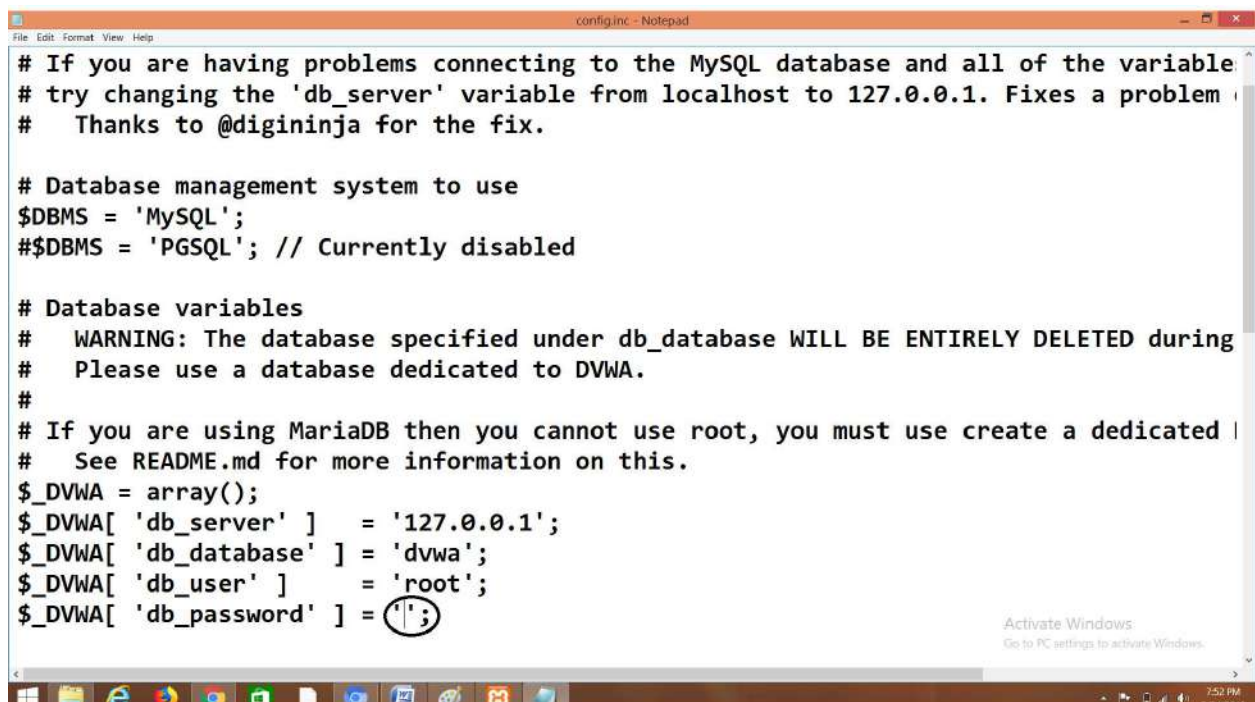 config.inc - Notepad
File Edit Format View Help
# If you are having problems connecting to the MySQL database and all of the variable
# try changing the 'db_server' variable from localhost to 127.0.0.1. Fixes a problem
#   Thanks to @digininja for the fix.
# Database management system to use
$DBMS = 'MySQL';
#$DBMS = 'PGSQL'; // Currently disabled
# Database variables
#   WARNING: The database specified under db_database WILL BE ENTIRELY DELETED during
#   Please use a database dedicated to DVWA.
#
# If you are using MariaDB then you cannot use root, you must use create a dedicated
#   See README.md for more information on this.
$_DVWA = array();
$_DVWA[ 'db_server' ]   = '127.0.0.1';
$_DVWA[ 'db_database' ] = 'dvwa';
$_DVWA[ 'db_user' ]     = 'root';
$_DVWA[ 'db_password' ] = '';
Activate Windows
Go to PC settings to activate Windows.
7:52 PM